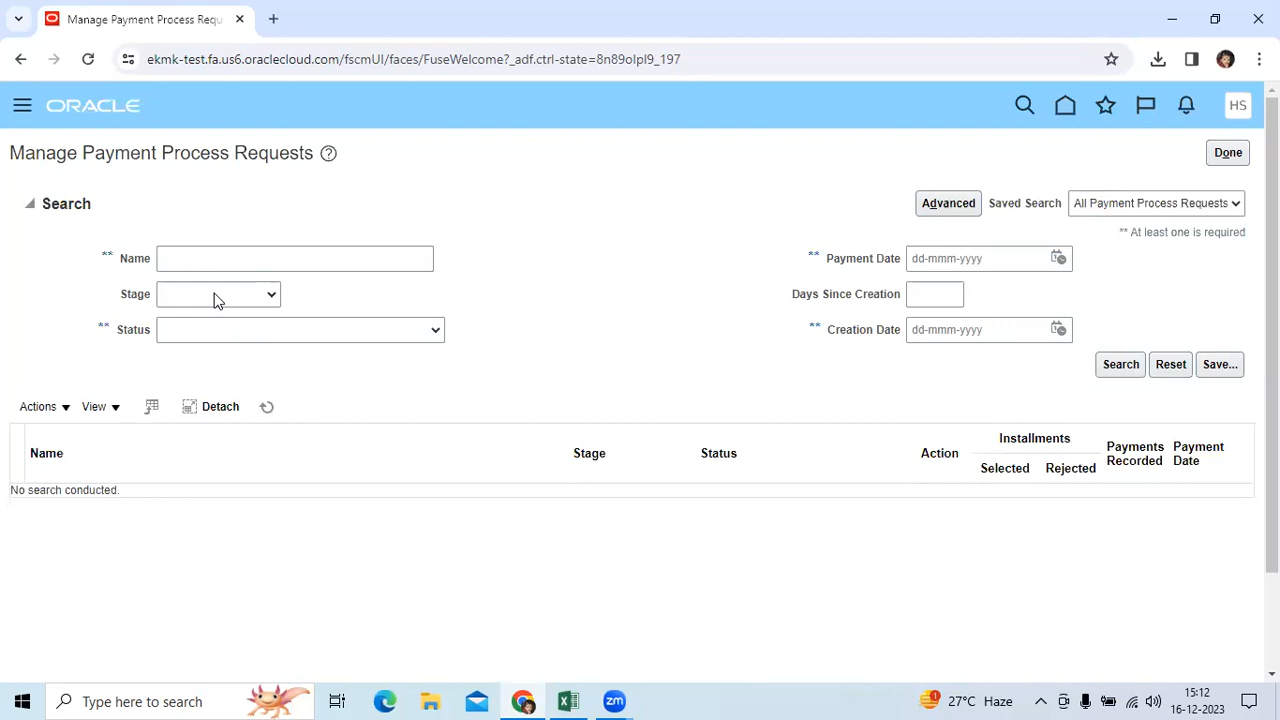 Manage Payment Process Requ
ekmk-test.fa.us6.oraclecloud.com/fscmUI/faces/FuseWelcome?_adf.ctrl-state=8n89olpl9_197
ORACLE
HS
Manage Payment Process Requests
Done
Search
Advanced Saved Search All Payment Process Requests
** At least one is required
** Name
** Payment Date dd-mmm-yyyy
Stage
Days Since Creation
** Status
** Creation Date dd-mmm-yyyy
Search Reset Save...
Actions View Detach
Name Stage Status Action Installments Selected Rejected Payments Recorded Payment Date
No search conducted.
Type here to search
27°C Haze
15:12
16-12-2023